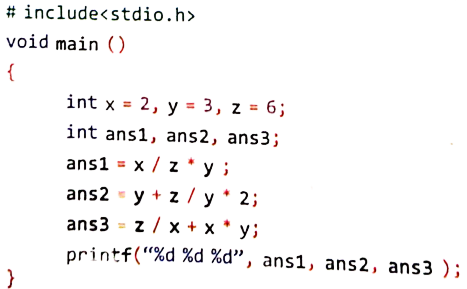 # include<stdio.h>
void main ()
{
int x = 2, y = 3, z = 6;
int ans1, ans2, ans3;
ans1 = x / z * y ;
ans2 = y + z / y * 2;
ans3 = z / x + x * y;
printf(“%d %d %d”, ans1, ans2, ans3 );
}